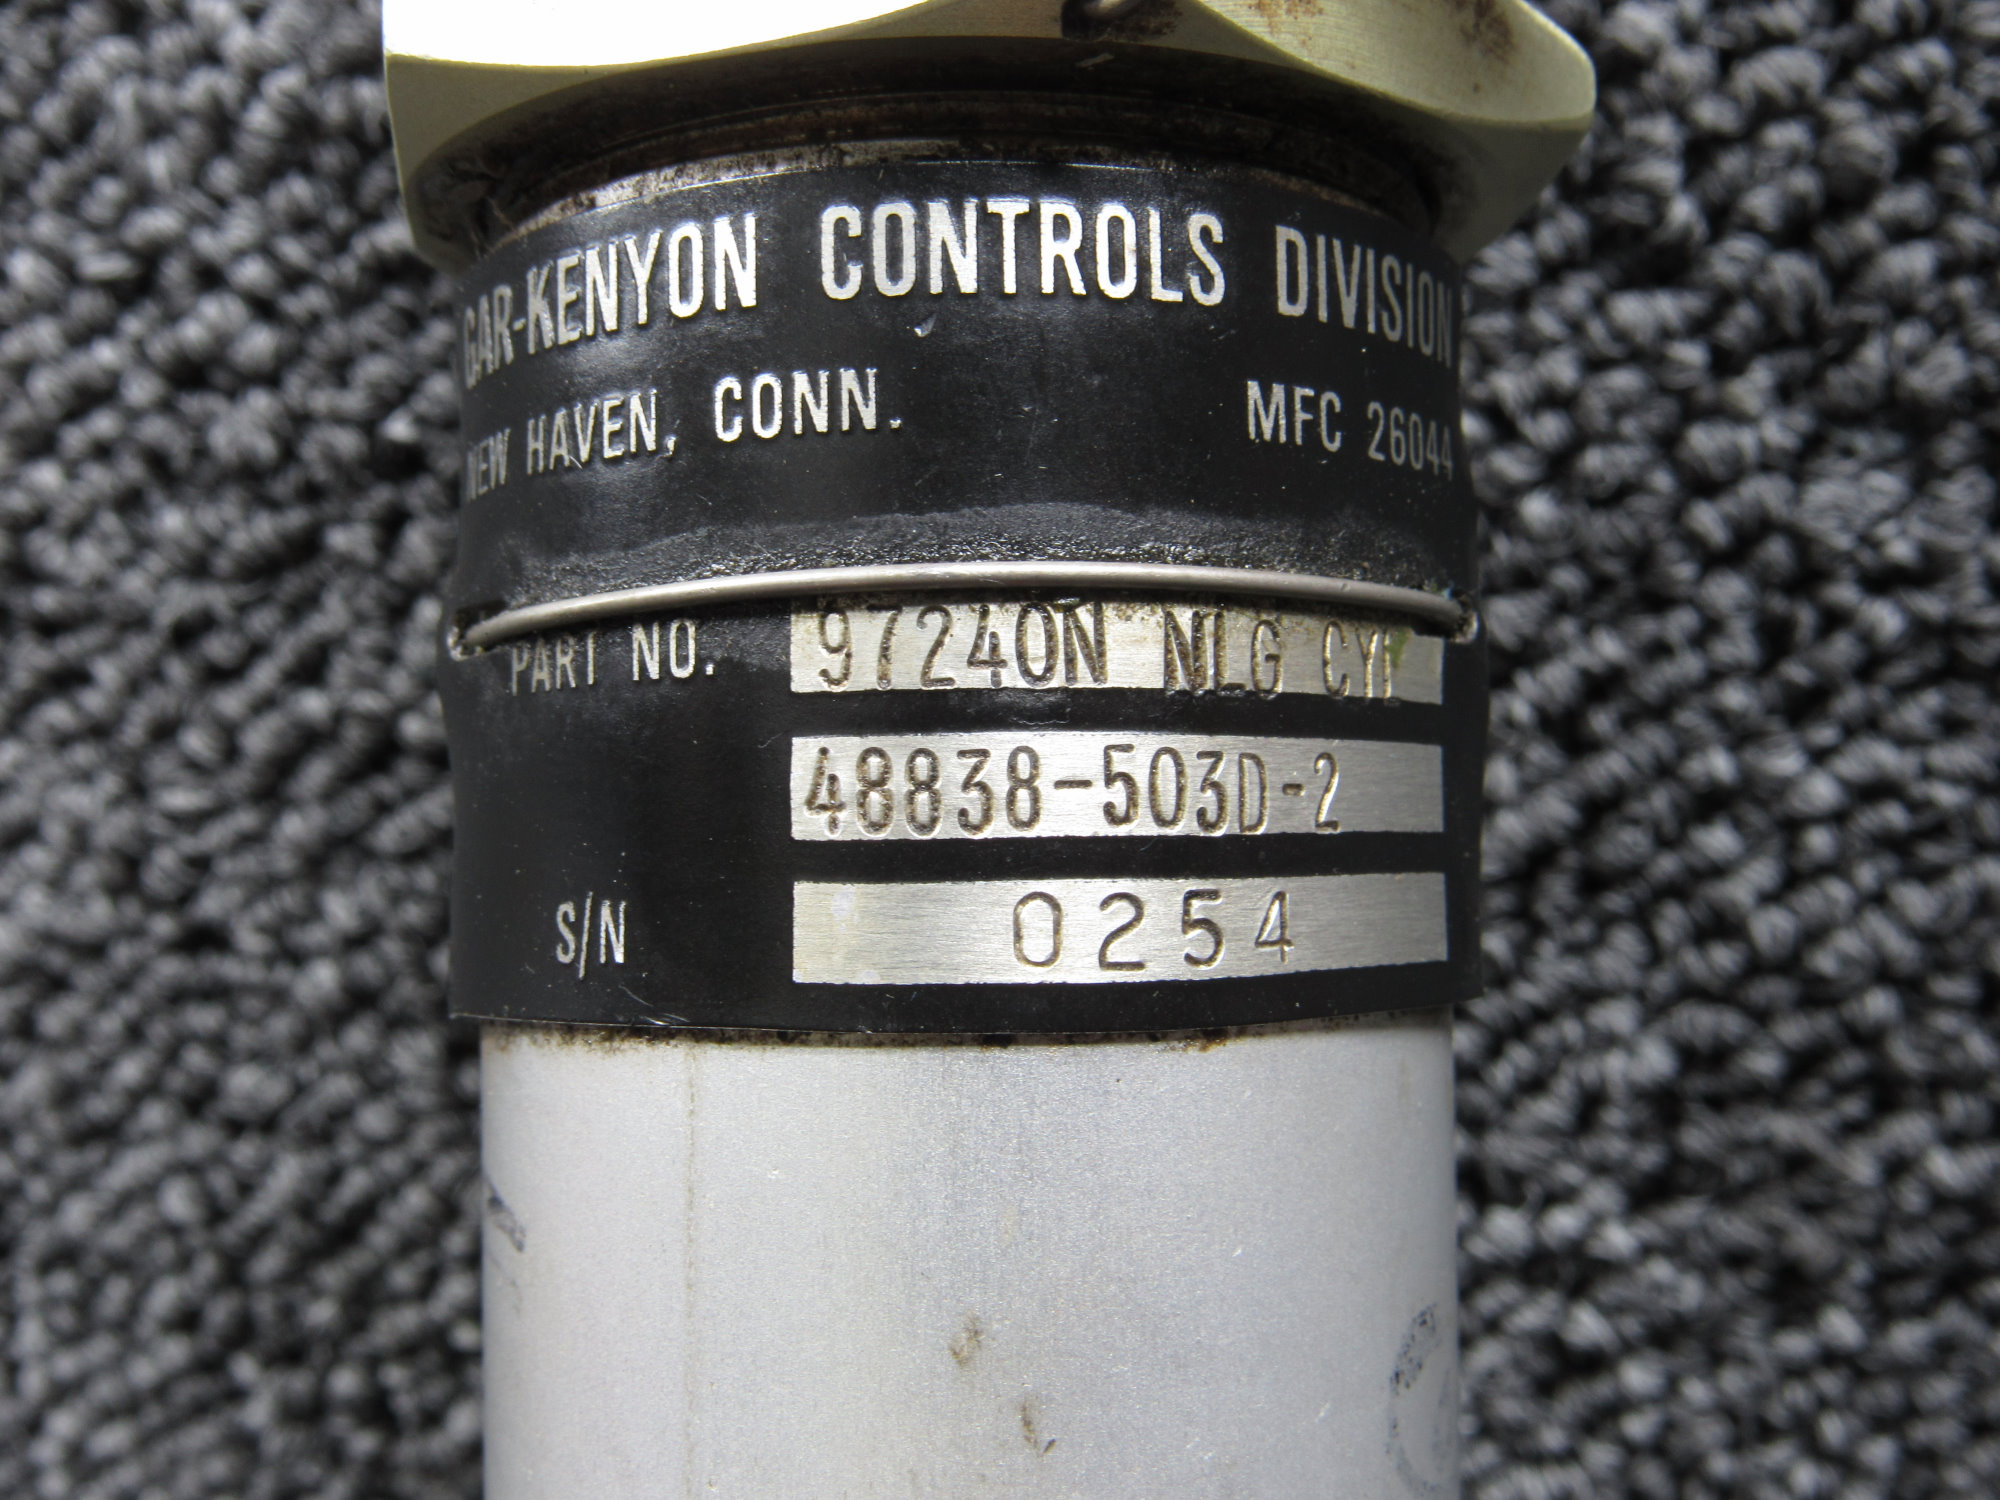 GAR-KENYON CONTROLS DIVISION
NEW HAVEN, CONN. MFC 26044
PART NO. 97240N NLG CYL
48838-503D-2
S/N 0254